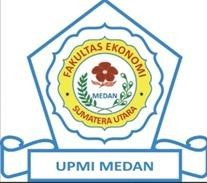 FAKULTAS EKONOMI
MEDAN
SUMATERA UTARA
UPMI MEDAN